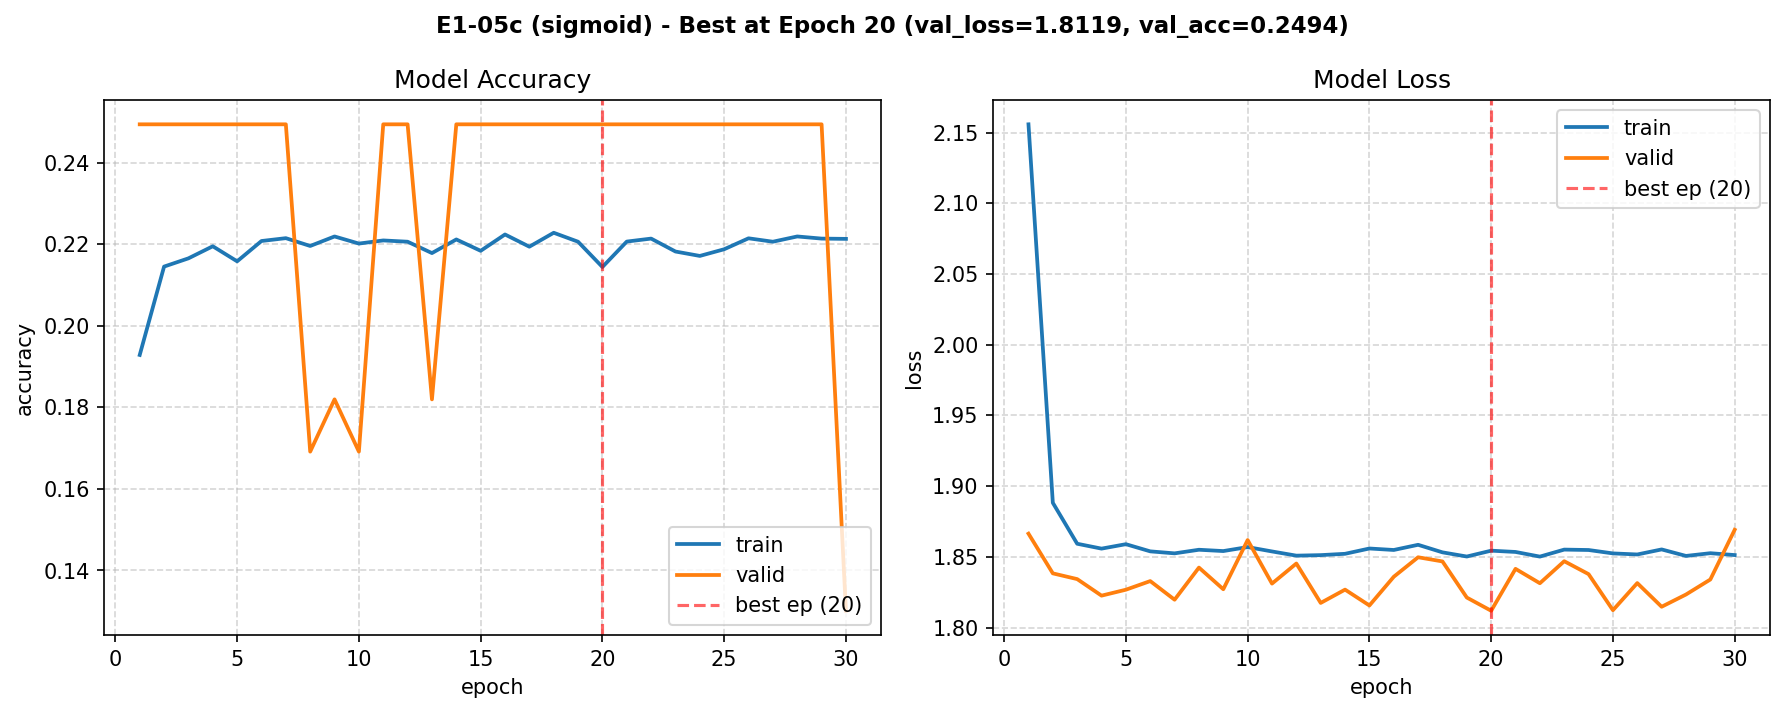 E1-05c (sigmoid) - Best at Epoch 20 (val_loss=1.8119, val_acc=0.2494)
Model Accuracy
accuracy
0.24
0.22
0.20
0.18
0.16
0.14
train
valid
best ep (20)
0 5 10 15 20 25 30
epoch
Model Loss
loss
2.15
2.10
2.05
2.00
1.95
1.90
1.85
1.80
train
valid
best ep (20)
0 5 10 15 20 25 30
epoch